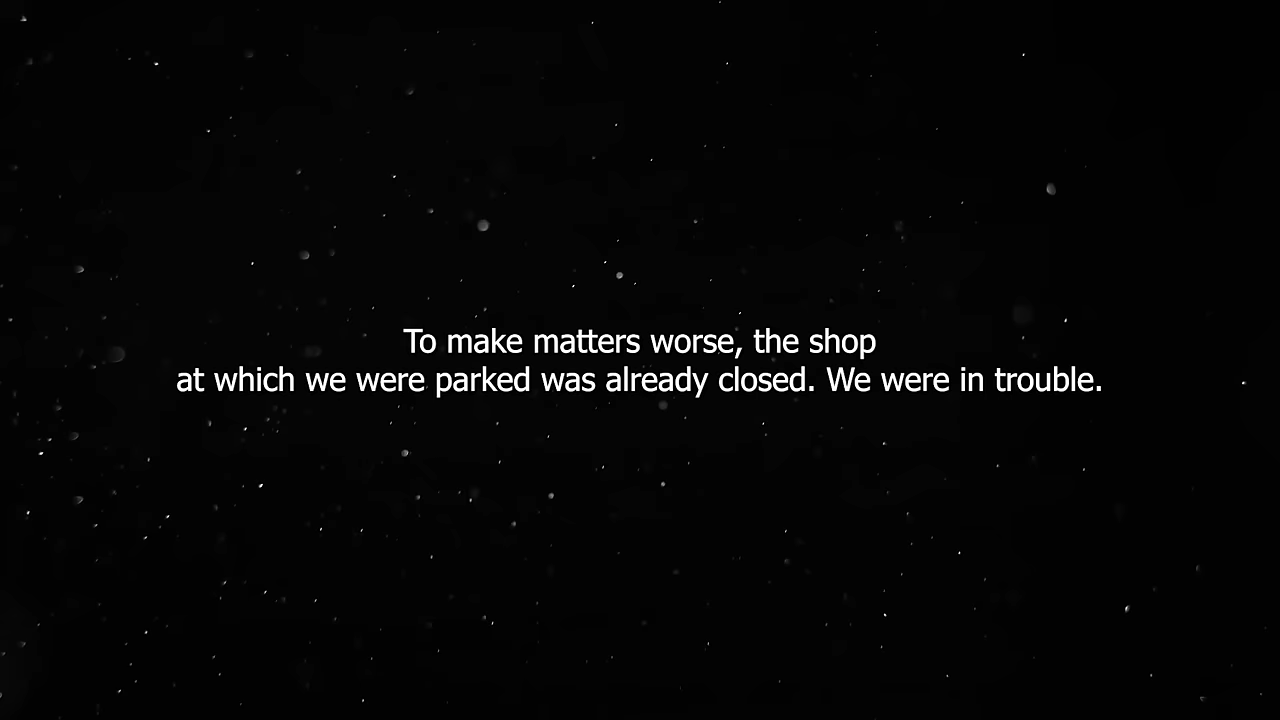 To make matters worse, the shop
at which we were parked was already closed. We were in trouble.